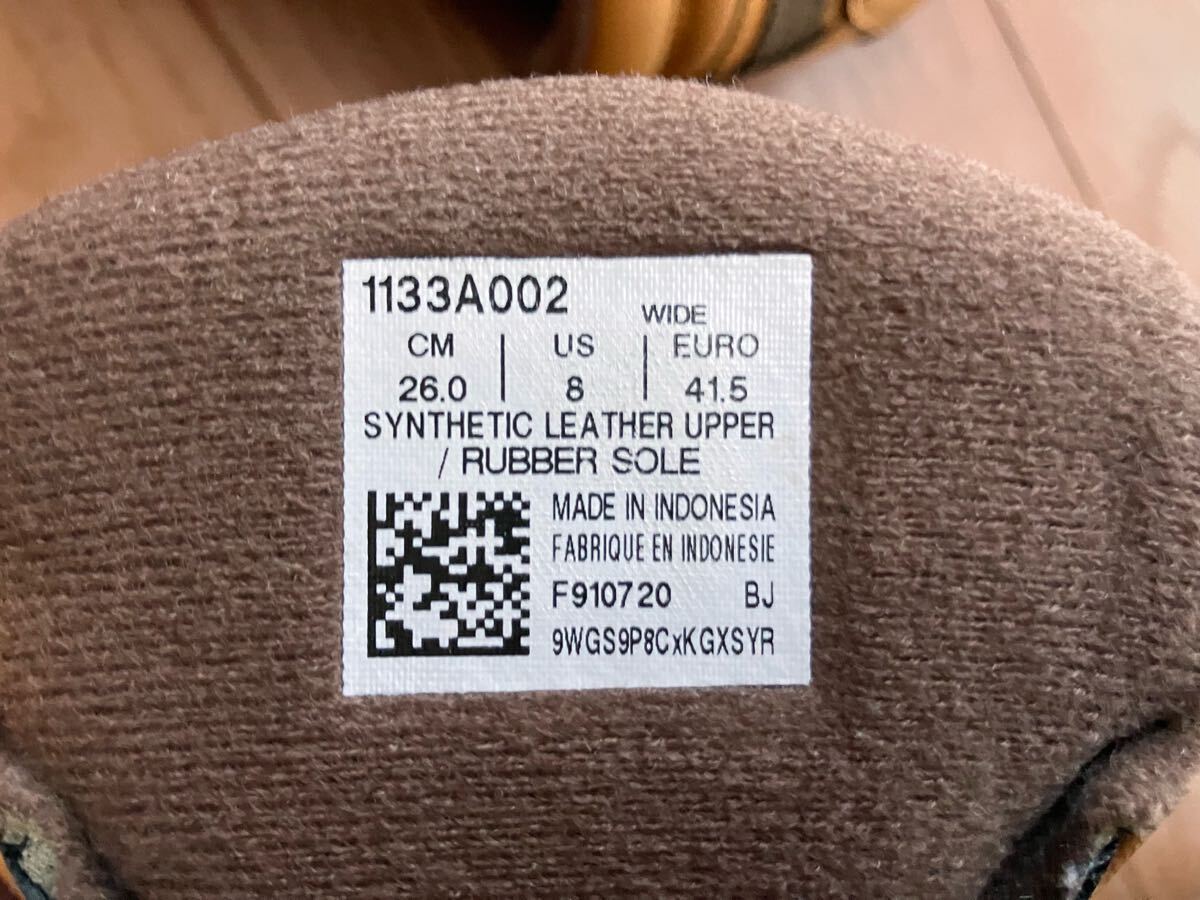 1133A002
WIDE
CM | US | EURO
26.0 | 8 | 41.5
SYNTHETIC LEATHER UPPER
/ RUBBER SOLE
MADE IN INDONESIA
FABRIQUE EN INDONESIE
F910720 BJ
9WGS9P8CxKGXSYR